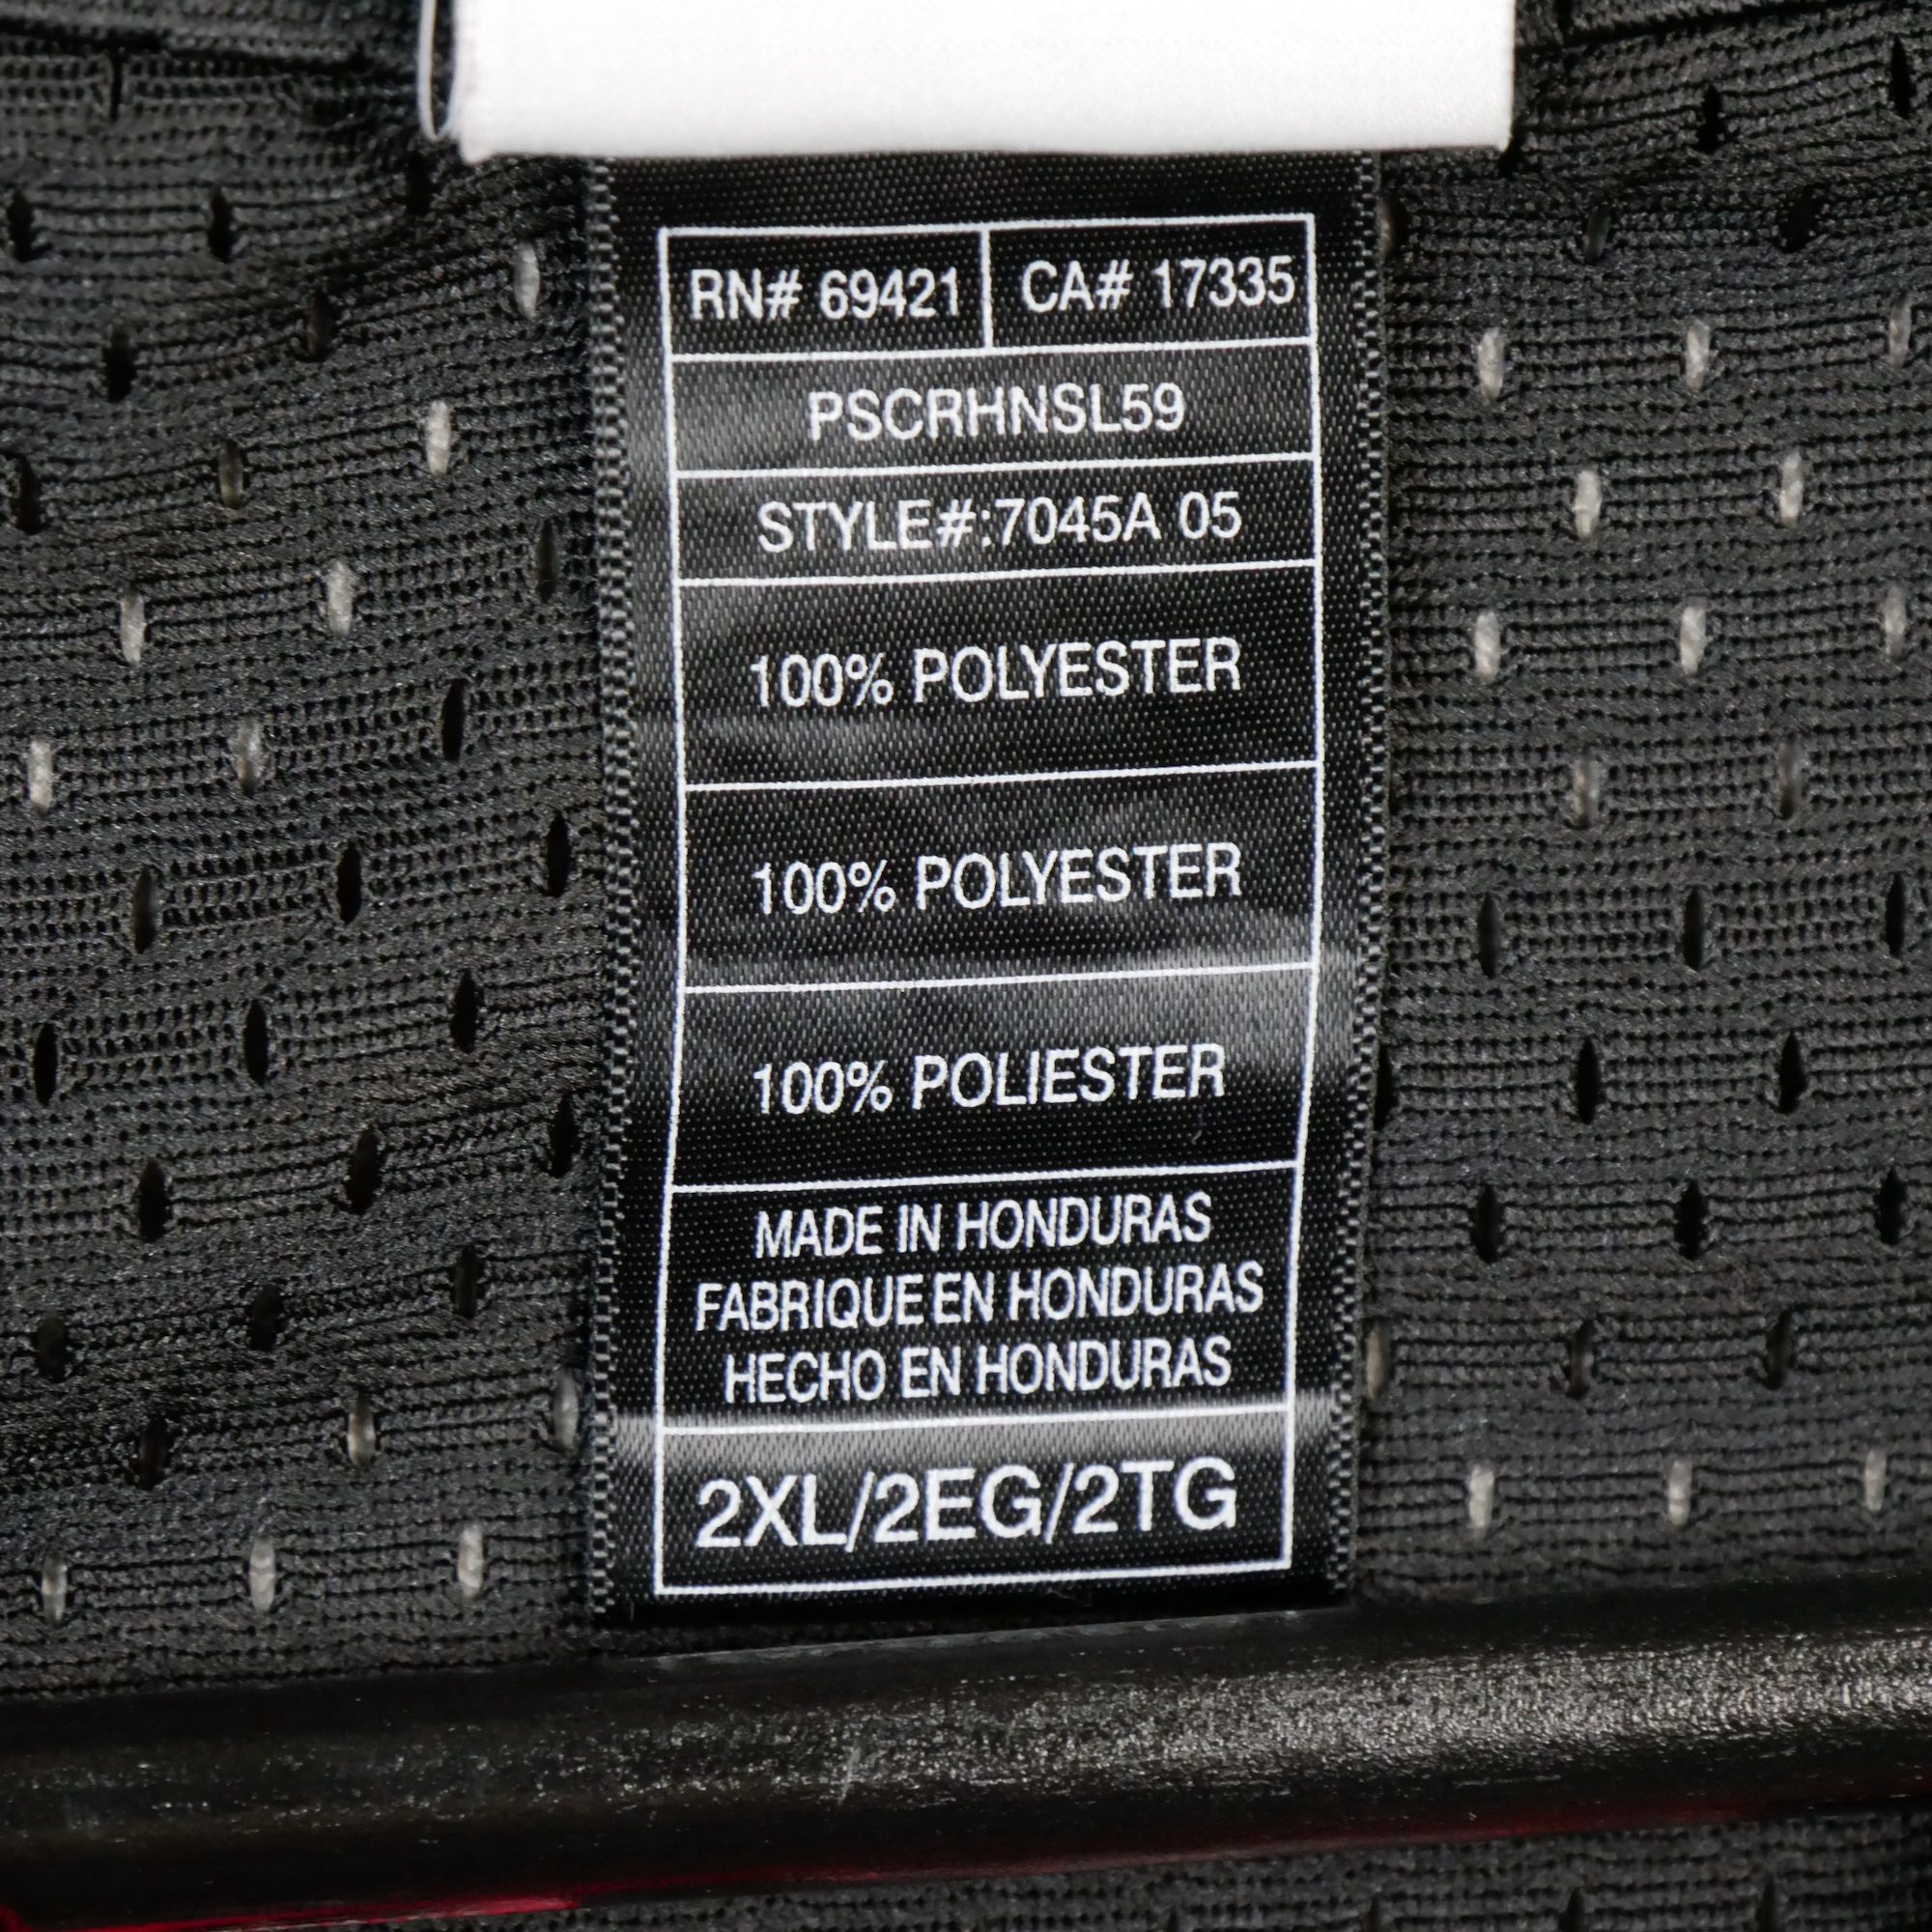 RN# 69421 CA# 17335
PSCRHNSL59
STYLE#:7045A 05
100% POLYESTER
100% POLYESTER
100% POLIESTER
MADE IN HONDURAS
FABRIQUE EN HONDURAS
HECHO EN HONDURAS
2XL/2EG/2TG